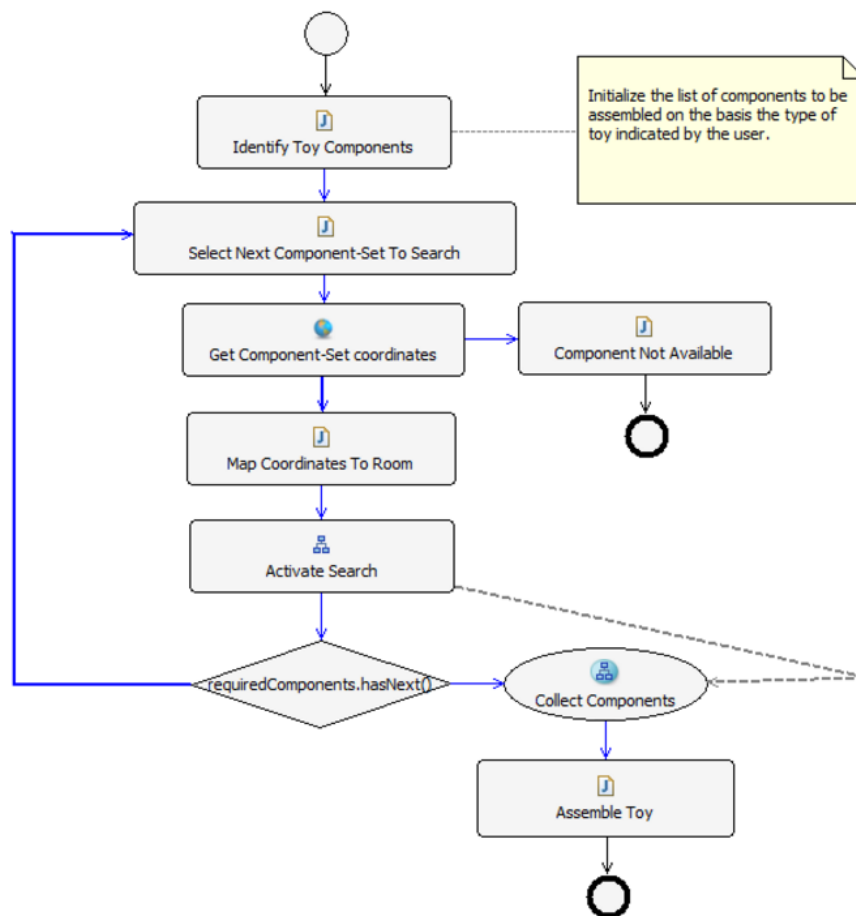 Initialize the list of components to be
assembled on the basis the type of
toy indicated by the user.
J
Identify Toy Components
J
Select Next Component-Set To Search
Get Component-Set coordinates
J
Component Not Available
J
Map Coordinates To Room
Activate Search
requiredComponents.hasNext()
Collect Components
J
Assemble Toy